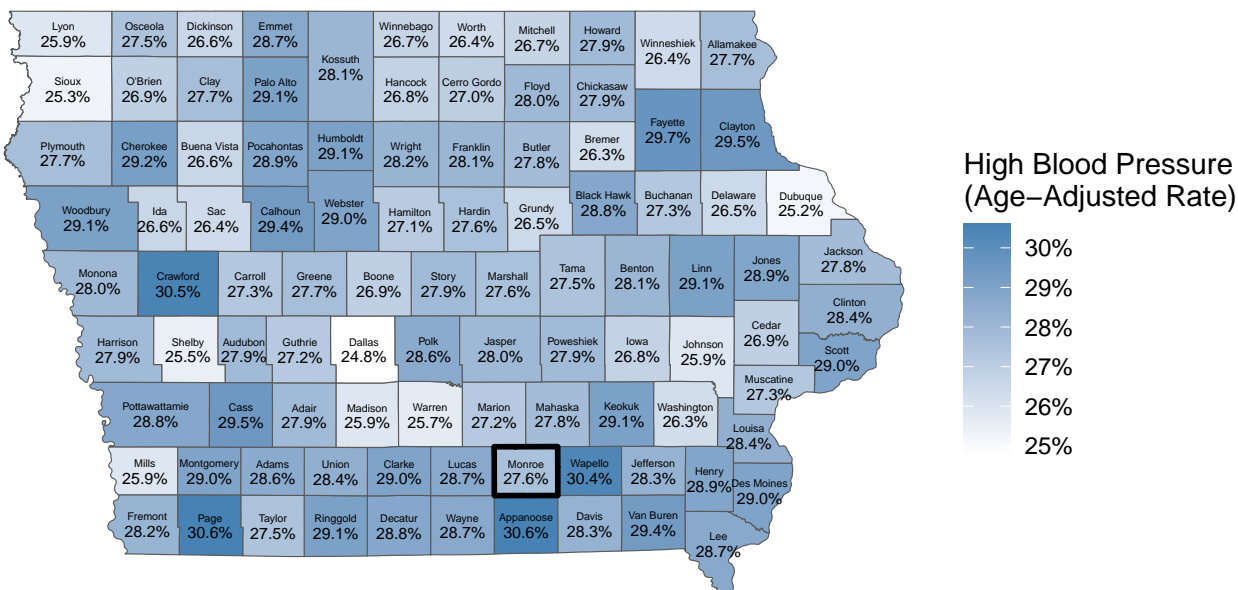 Lyon
25.9%
Osceola
27.5%
Dickinson
26.6%
Emmet
28.7%
Kossuth
28.1%
Winnebago
26.7%
Worth
26.4%
Mitchell
26.7%
Howard
27.9%
Winneshiek
26.4%
Allamakee
27.7%
Sioux
25.3%
O'Brien
26.9%
Clay
27.7%
Palo Alto
29.1%
Hancock
26.8%
Cerro Gordo
27.0%
Floyd
28.0%
Chickasaw
27.9%
Fayette
29.7%
Clayton
29.5%
Plymouth
27.7%
Cherokee
29.2%
Buena Vista
26.6%
Pocahontas
28.9%
Humboldt
29.1%
Wright
28.2%
Franklin
28.1%
Butler
27.8%
Bremer
26.3%
Woodbury
29.1%
Ida
26.6%
Sac
26.4%
Calhoun
29.4%
Webster
29.0%
Hamilton
27.1%
Hardin
27.6%
Grundy
26.5%
Black Hawk
28.8%
Buchanan
27.3%
Delaware
26.5%
Dubuque
25.2%
Monona
28.0%
Crawford
30.5%
Carroll
27.3%
Greene
27.7%
Boone
26.9%
Story
27.9%
Marshall
27.6%
Tama
27.5%
Benton
28.1%
Linn
29.1%
Jones
28.9%
Jackson
27.8%
Clinton
28.4%
Harrison
27.9%
Shelby
25.5%
Audubon
27.9%
Guthrie
27.2%
Dallas
24.8%
Polk
28.6%
Jasper
28.0%
Poweshiek
27.9%
Iowa
26.8%
Johnson
25.9%
Cedar
26.9%
Scott
29.0%
Muscatine
27.3%
Pottawattamie
28.8%
Cass
29.5%
Adair
27.9%
Madison
25.9%
Warren
25.7%
Marion
27.2%
Mahaska
27.8%
Keokuk
29.1%
Washington
26.3%
Louisa
28.4%
Mills
25.9%
Montgomery
29.0%
Adams
28.6%
Union
28.4%
Clarke
29.0%
Lucas
28.7%
Monroe
27.6%
Wapello
30.4%
Jefferson
28.3%
Henry
28.9%
Des Moines
29.0%
Fremont
28.2%
Page
30.6%
Taylor
27.5%
Ringgold
29.1%
Decatur
28.8%
Wayne
28.7%
Appanoose
30.6%
Davis
28.3%
Van Buren
29.4%
Lee
28.7%
High Blood Pressure
(Age−Adjusted Rate)
30%
29%
28%
27%
26%
25%